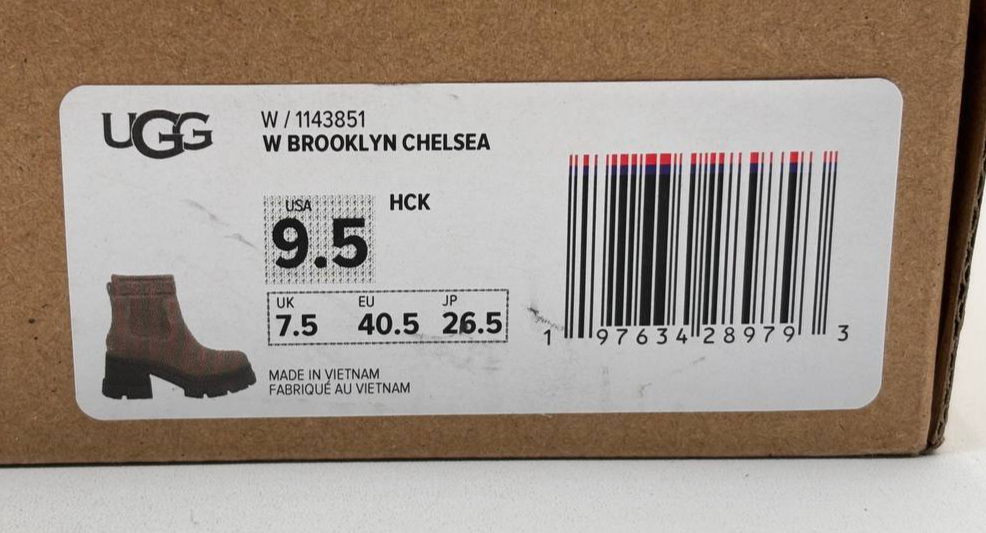 UGG
W / 1143851
W BROOKLYN CHELSEA
USA
9.5
HCK
UK EU JP
7.5 40.5 26.5
MADE IN VIETNAM
FABRIQUÉ AU VIETNAM
1 97634 28979 3